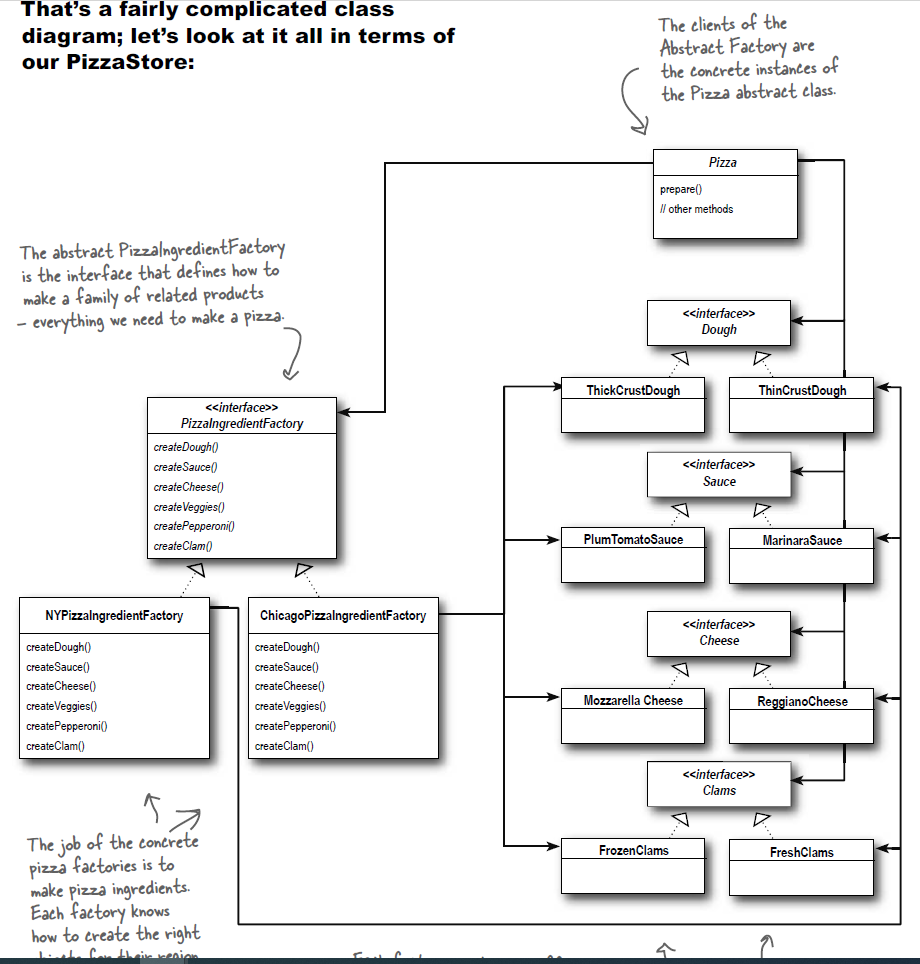 That's a fairly complicated class
diagram; let's look at it all in terms of
our PizzaStore:
The clients of the
Abstract Factory are
the concrete instances of
the Pizza abstract class.
Pizza
prepare()
// other methods
The abstract PizzaIngredientFactory
is the interface that defines how to
make a family of related products
– everything we need to make a pizza.
<<interface>>
Dough
ThickCrustDough
ThinCrustDough
<<interface>>
PizzaIngredientFactory
createDough()
createSauce()
createCheese()
createVeggies()
createPepperoni()
createClam()
<<interface>>
Sauce
PlumTomatoSauce
MarinaraSauce
NYPizzaIngredientFactory
createDough()
createSauce()
createCheese()
createVeggies()
createPepperoni()
createClam()
ChicagoPizzaIngredientFactory
createDough()
createSauce()
createCheese()
createVeggies()
createPepperoni()
createClam()
<<interface>>
Cheese
Mozzarella Cheese
ReggianoCheese
<<interface>>
Clams
FrozenClams
FreshClams
The job of the concrete
pizza factories is to
make pizza ingredients.
Each factory knows
how to create the right
for their region